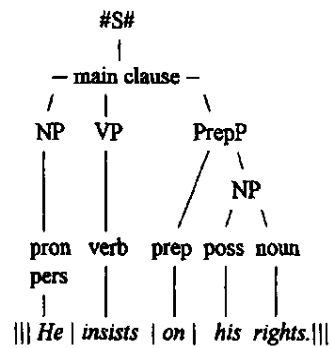 #S#
– main clause –
NP VP PrepP
NP
pron verb prep poss noun
pers
||| He | insists | on | his rights.|||